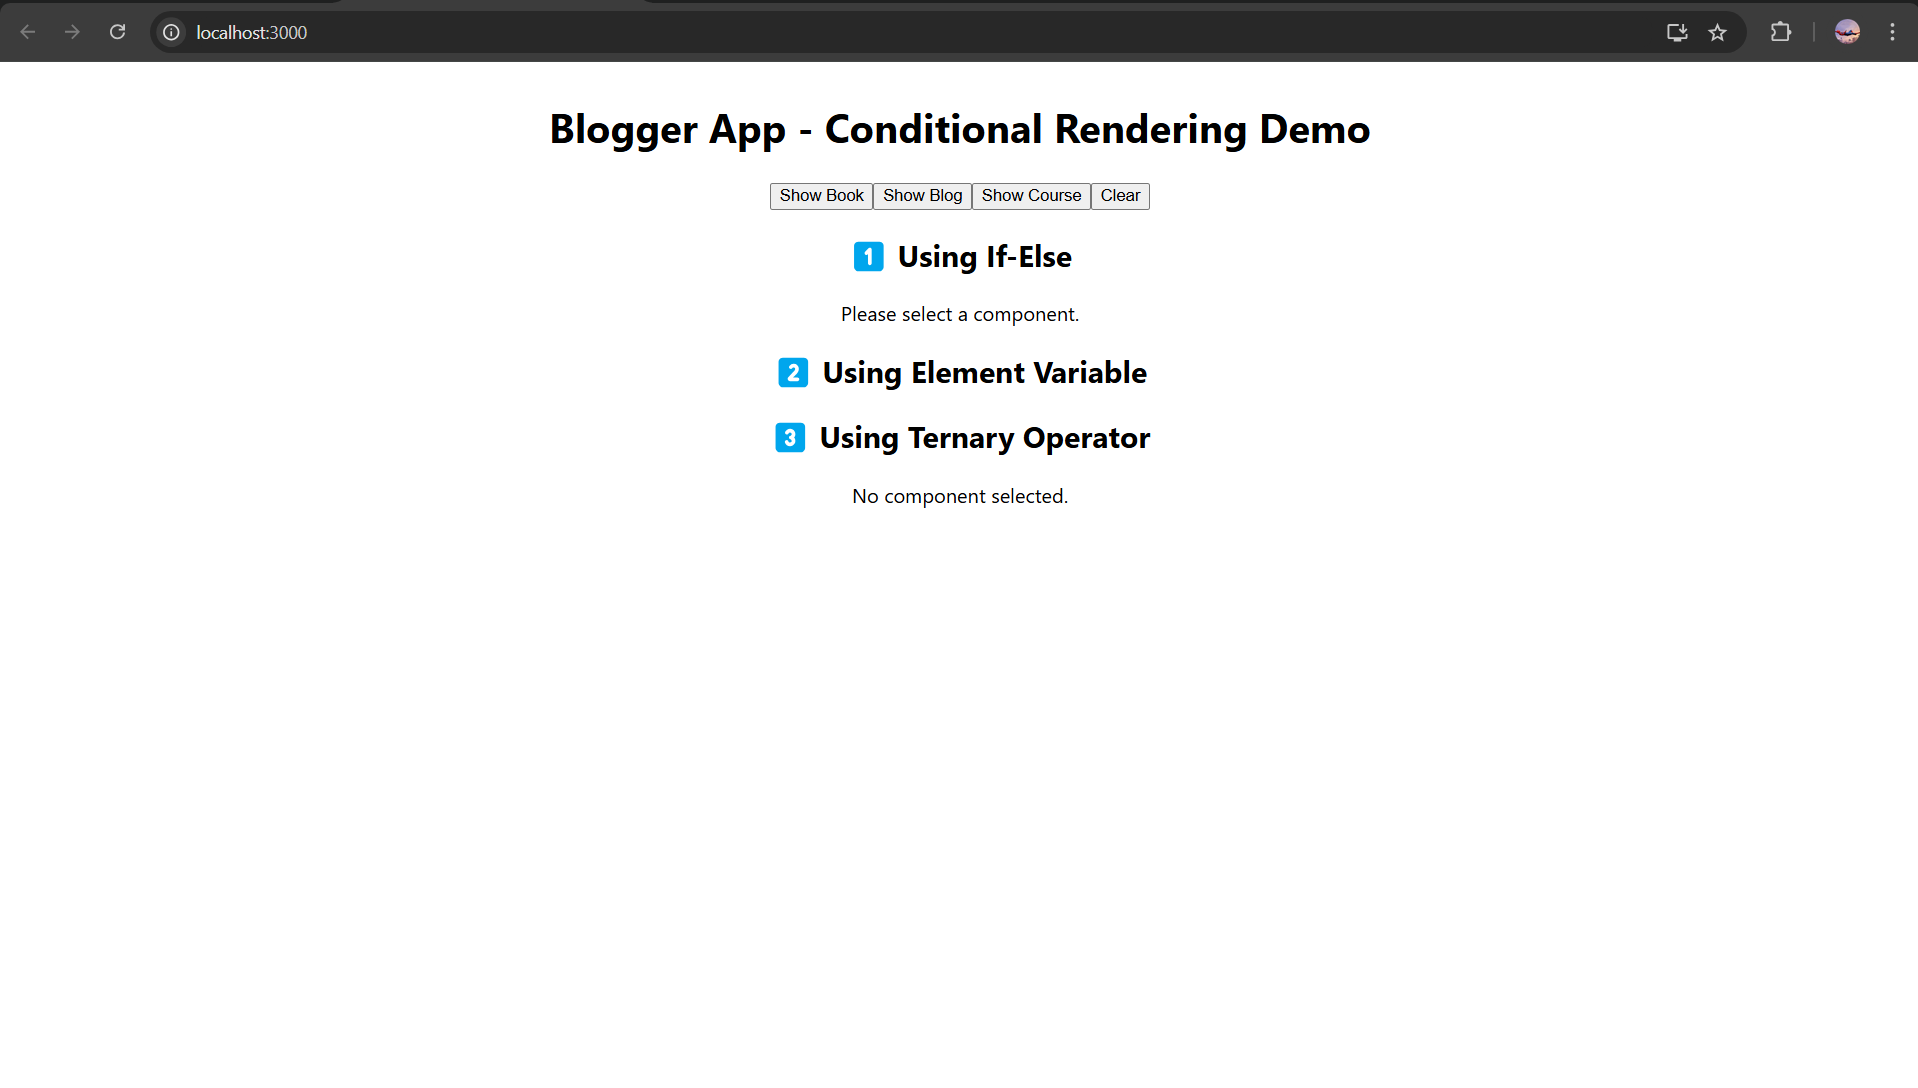 localhost:3000
Blogger App - Conditional Rendering Demo
Show Book Show Blog Show Course Clear
1 Using If-Else
Please select a component.
2 Using Element Variable
3 Using Ternary Operator
No component selected.